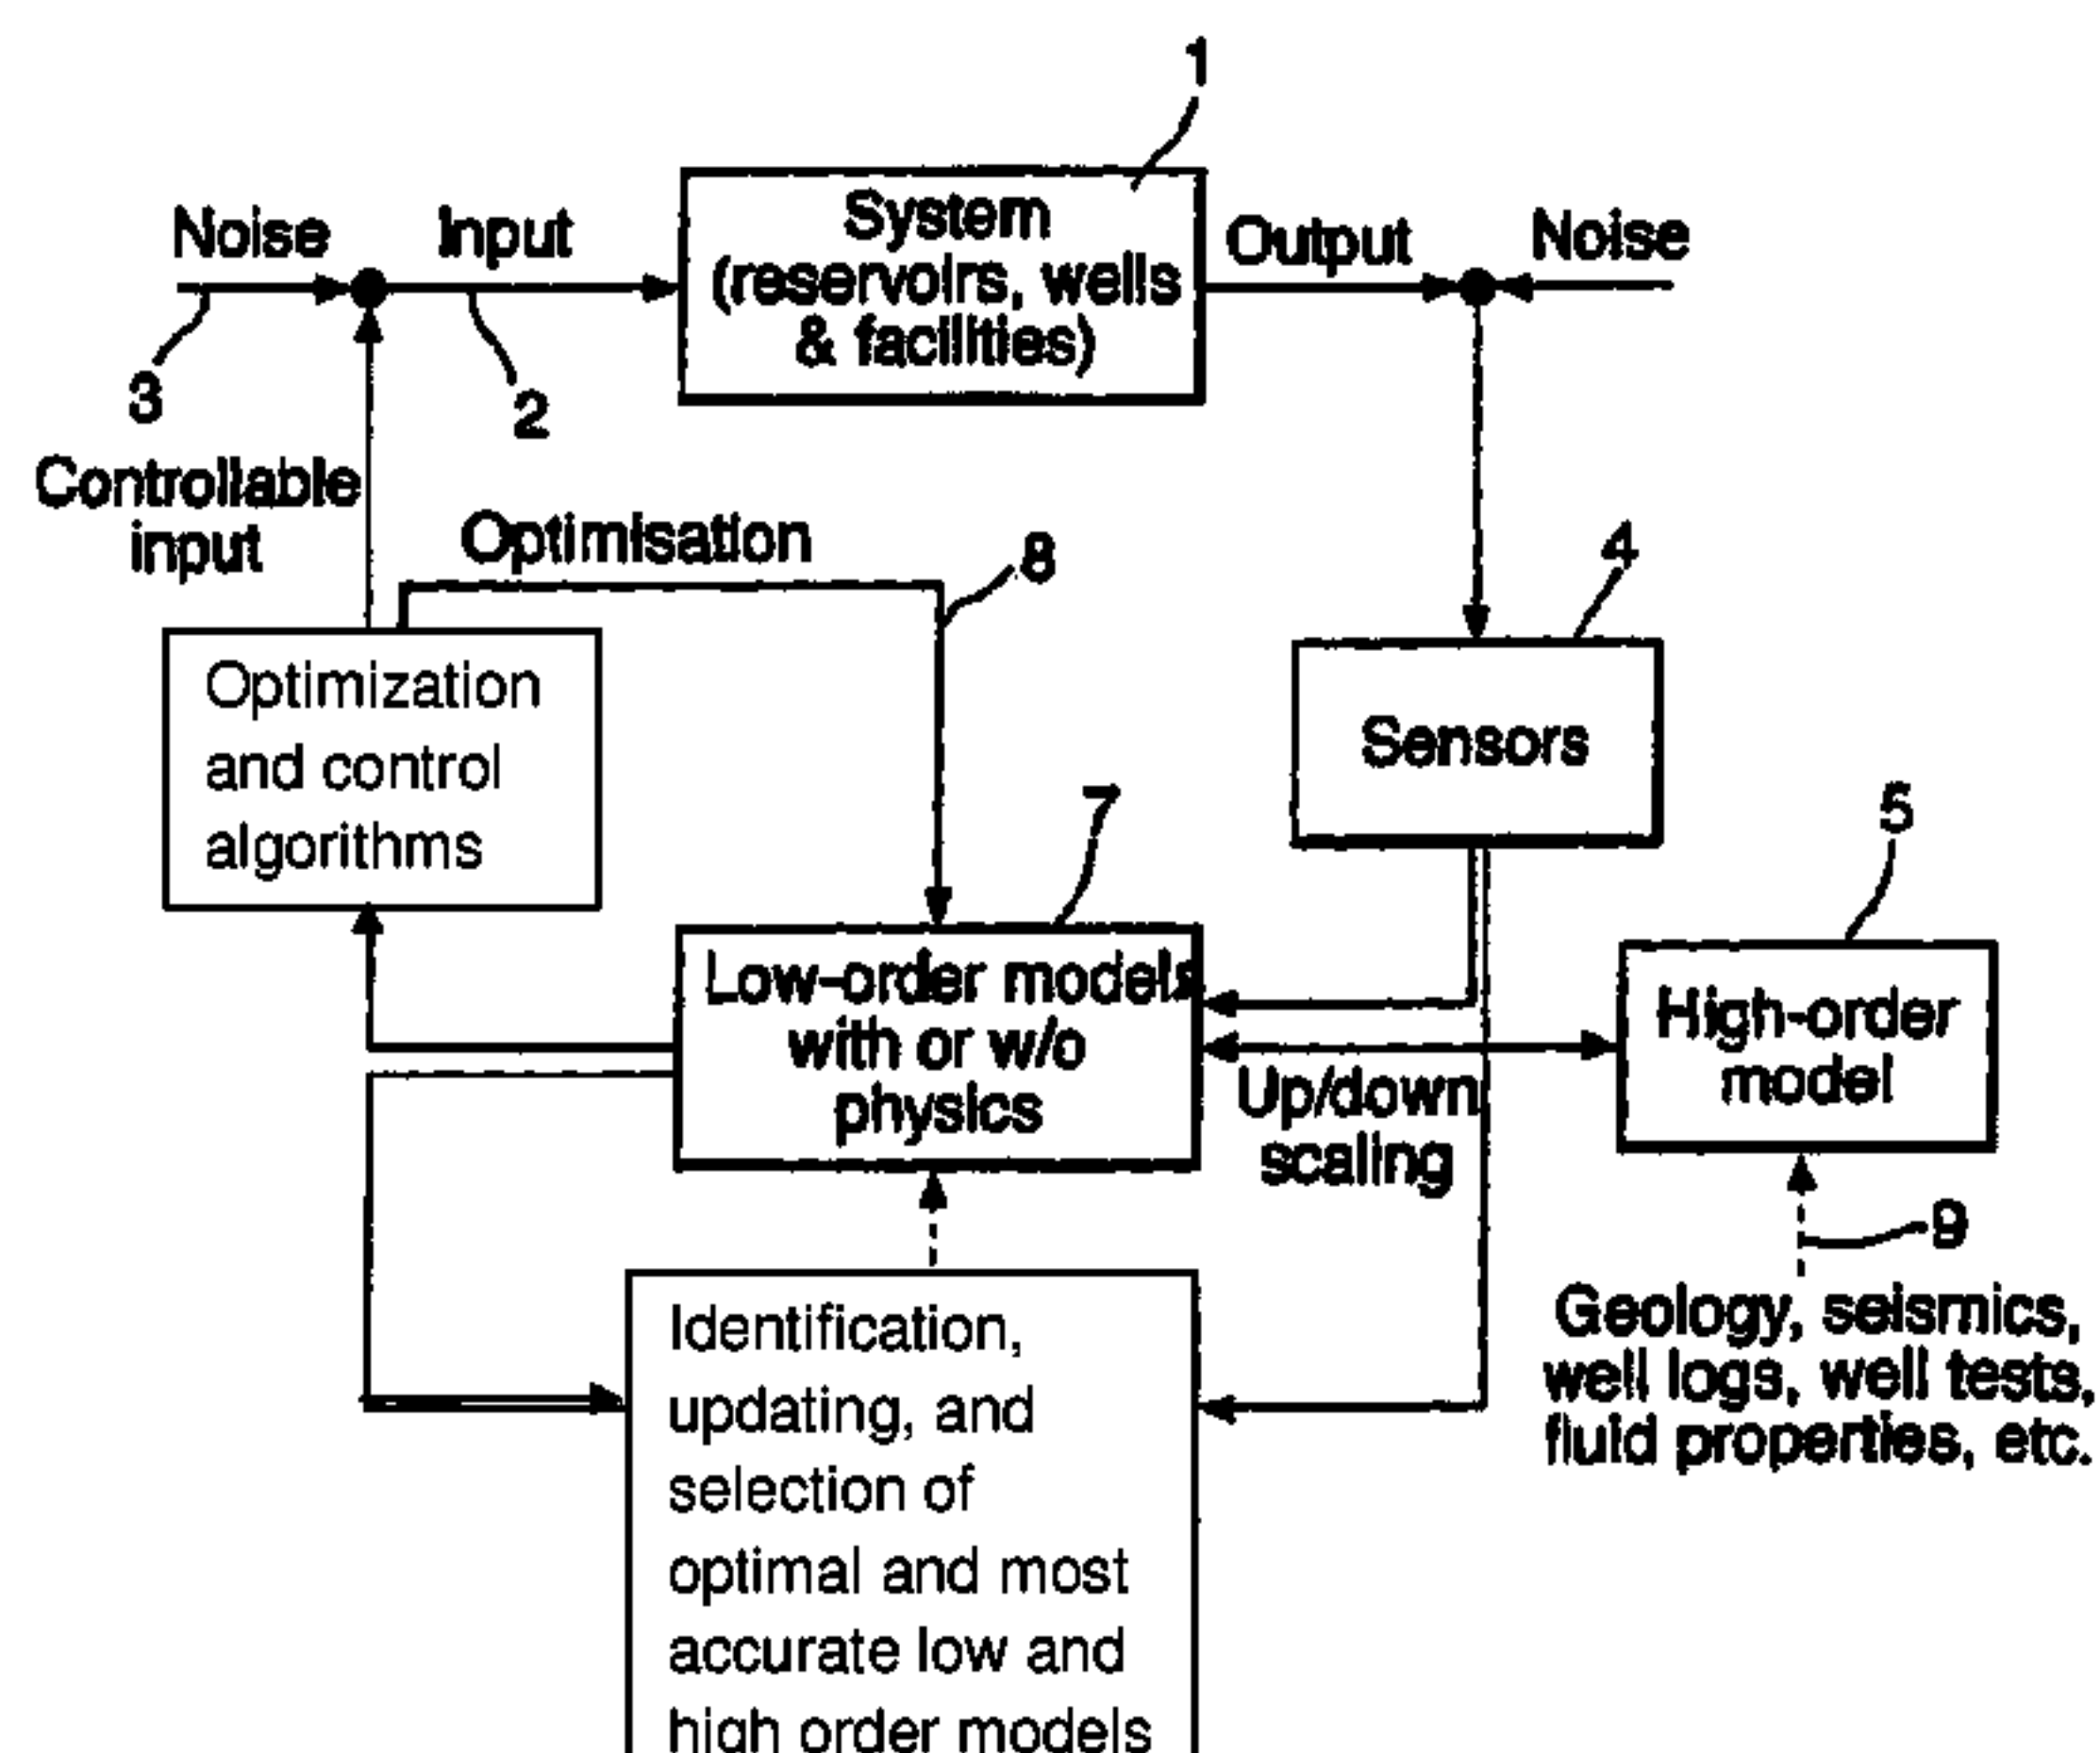 1
Noise
Input
System
(reservoirs, wells
& facilities)
Output
Noise
3
2
Controllable
input
Optimisation
8
4
Optimization
and control
algorithms
Sensors
7
5
Low-order models
with or w/o
physics
High-order
model
Up/down
scaling
9
Identification,
updating, and
selection of
optimal and most
accurate low and
high order models
Geology, seismics,
well logs, well tests,
fluid properties, etc.